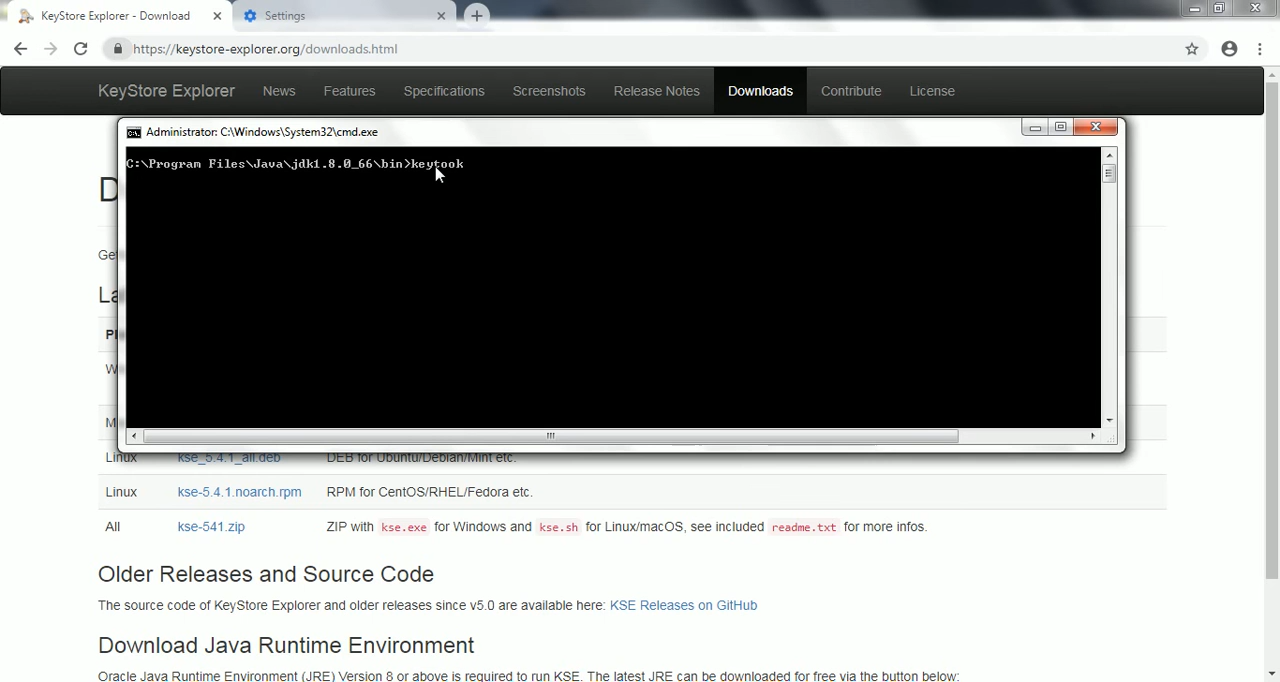 KeyStore Explorer - Download
Settings
https://keystore-explorer.org/downloads.html
KeyStore Explorer News Features Specifications Screenshots Release Notes Downloads Contribute License
Administrator: C:\Windows\System32\cmd.exe
C:\Program Files\Java\jdk1.8.0_66\bin>keytook
D
Ge
La
Pl
W
M
Linux kse_5.4.1_all.deb DEB for Ubuntu/Debian/Mint etc.
Linux kse-5.4.1.noarch.rpm RPM for CentOS/RHEL/Fedora etc.
All kse-541.zip ZIP with kse.exe for Windows and kse.sh for Linux/macOS, see included readme.txt for more infos.
Older Releases and Source Code
The source code of KeyStore Explorer and older releases since v5.0 are available here: KSE Releases on GitHub
Download Java Runtime Environment
Oracle Java Runtime Environment (JRE) Version 8 or above is required to run KSE. The latest JRE can be downloaded for free via the button below: